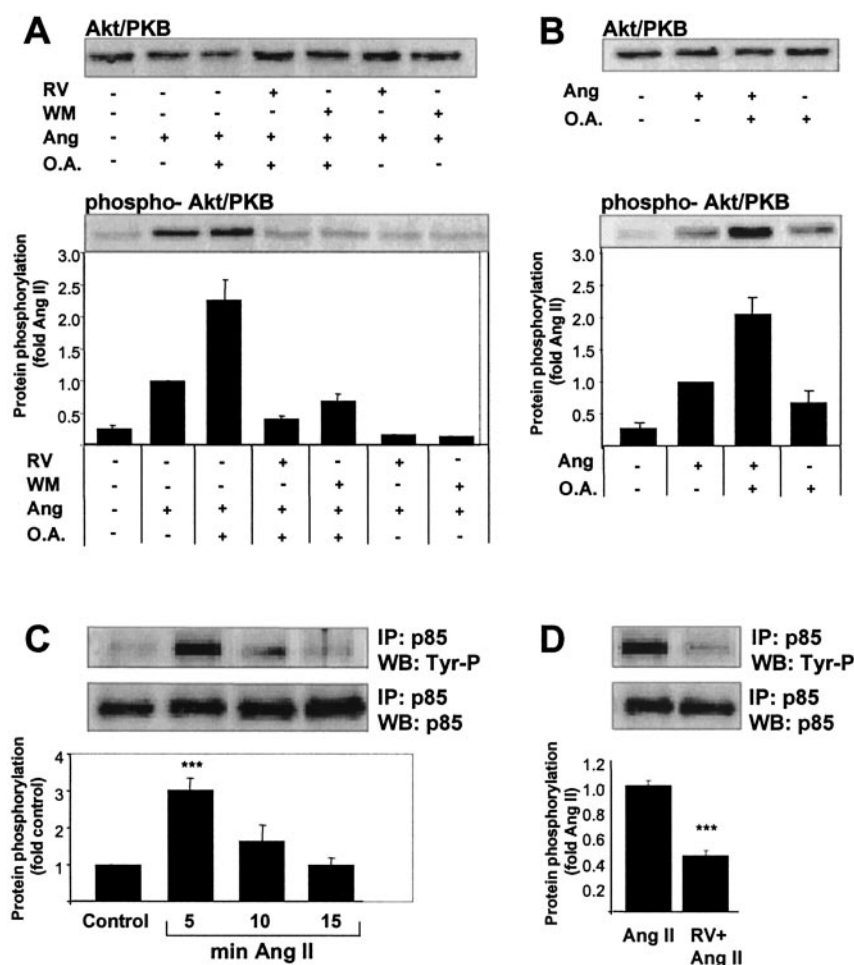 A
Akt/PKB
RV - - - + - + -
WM - - - - + - +
Ang - + + + + + +
O.A. - - + + + - -
phospho- Akt/PKB
Protein phosphorylation
(fold Ang II)
3.0
2.5
2.0
1.5
1.0
0.5
RV - - - + - + -
WM - - - - + - +
Ang - + + + + + +
O.A. - - + + + - -
B
Akt/PKB
Ang - + + -
O.A. - - + +
phospho- Akt/PKB
Protein phosphorylation
(fold Ang II)
3.0
2.5
2.0
1.5
1.0
0.5
Ang - + + -
O.A. - - + +
C
IP: p85
WB: Tyr-P
IP: p85
WB: p85
Protein phosphorylation
(fold control)
4
3
2
1
***
Control 5 10 15
min Ang II
D
IP: p85
WB: Tyr-P
IP: p85
WB: p85
Protein phosphorylation
(fold Ang II)
1.2
1.0
0.8
0.6
0.4
0.2
***
Ang II RV+
Ang II